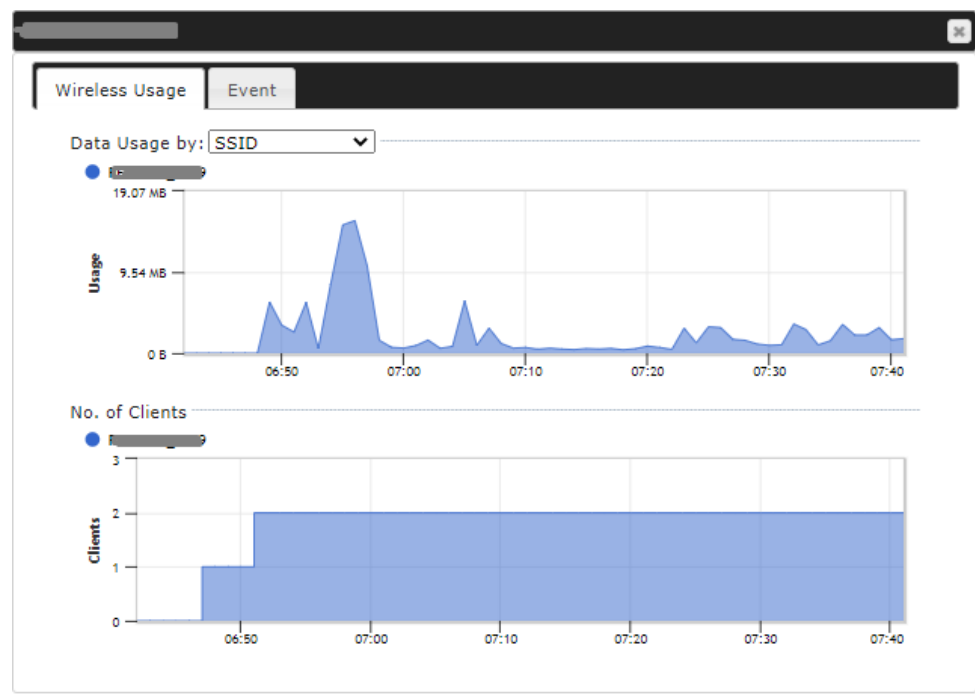 Wireless Usage
Event
Data Usage by: SSID
19.07 MB
9.54 MB
0 B
Usage
06:50 07:00 07:10 07:20 07:30 07:40
No. of Clients
3
2
1
0
Clients
06:50 07:00 07:10 07:20 07:30 07:40